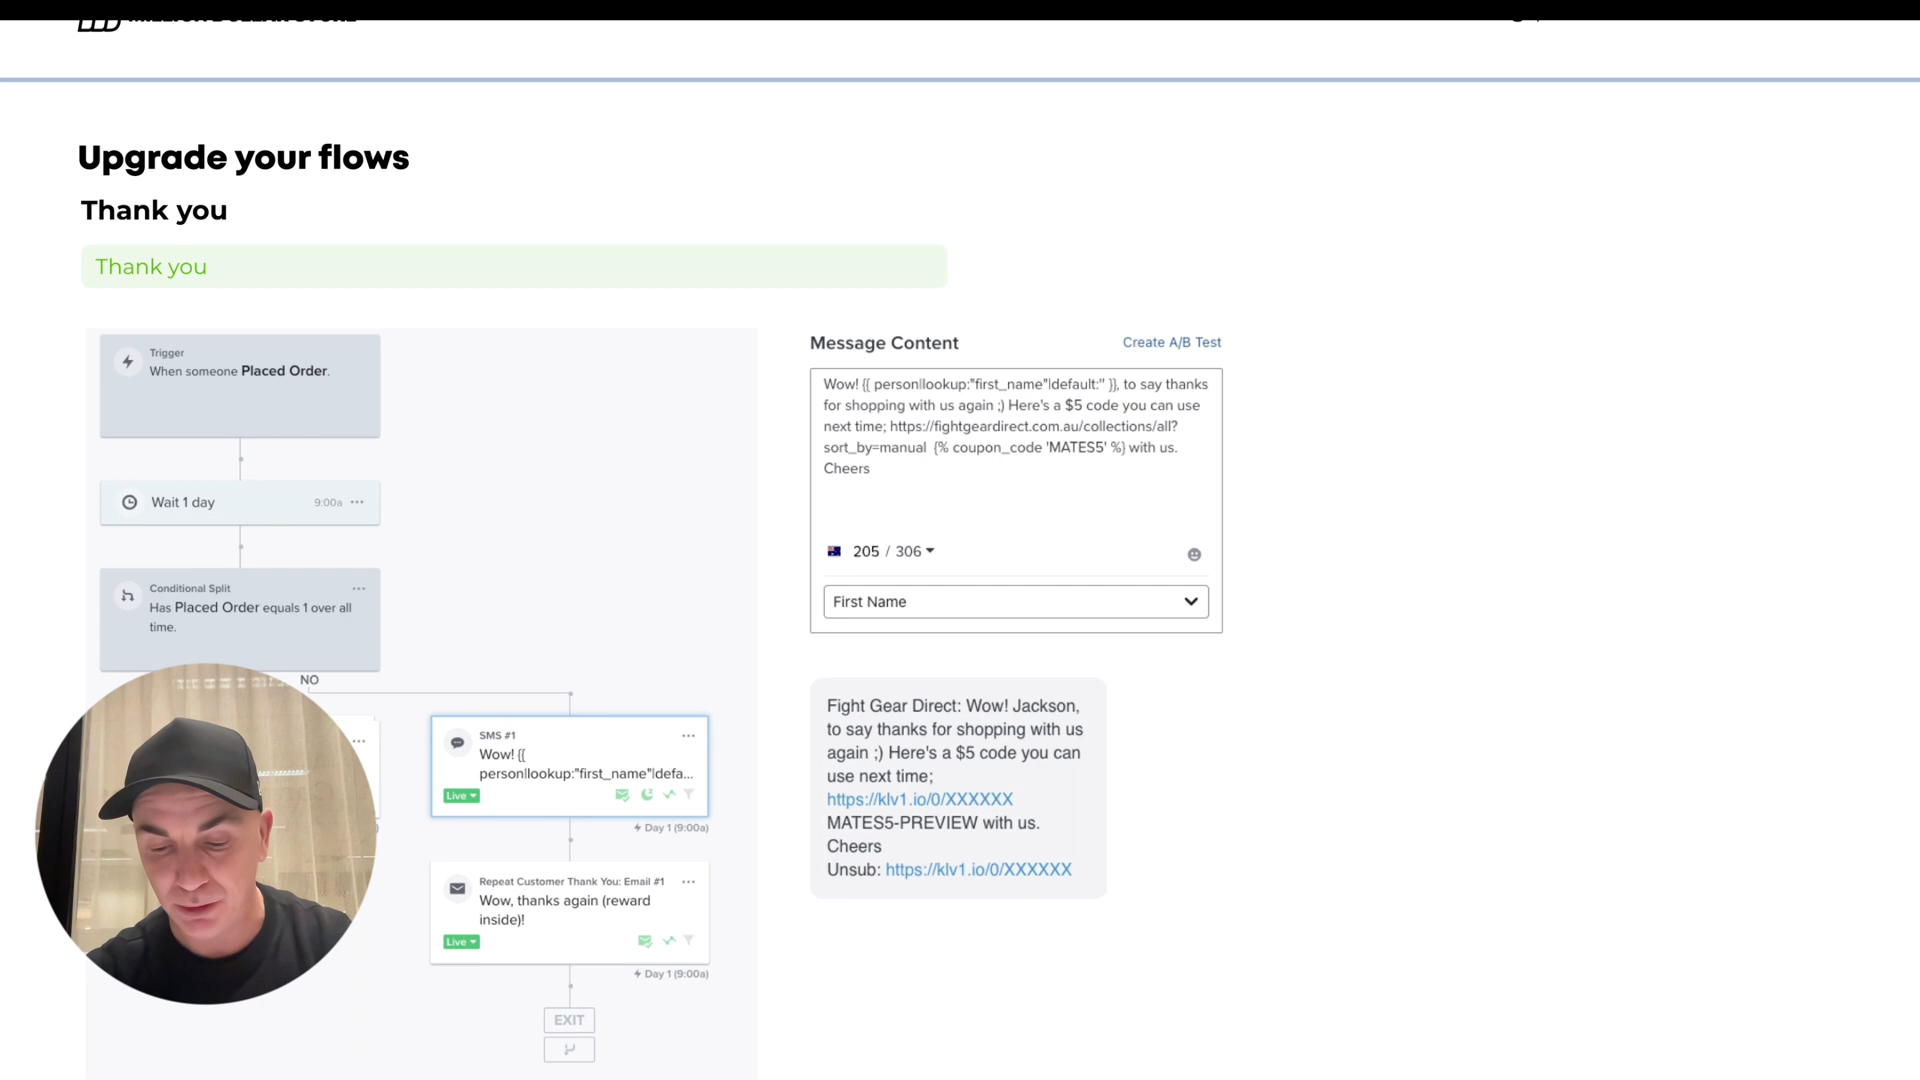 Upgrade your flows
Thank you
Thank you
Trigger
When someone Placed Order.
Wait 1 day
9:00a
Conditional Split
Has Placed Order equals 1 over all
time.
NO
SMS #1
Wow! {{
person|lookup:"first_name"|defa...
Live
Day 1 (9:00a)
Repeat Customer Thank You: Email #1
Wow, thanks again (reward
inside)!
Live
Day 1 (9:00a)
EXIT
Message Content
Create A/B Test
Wow! {{ person|lookup:"first_name"|default:'' }}, to say thanks
for shopping with us again ;) Here's a $5 code you can use
next time; https://fightgeardirect.com.au/collections/all?
sort_by=manual {% coupon_code 'MATES5' %} with us.
Cheers
205 / 306
First Name
Fight Gear Direct: Wow! Jackson,
to say thanks for shopping with us
again ;) Here's a $5 code you can
use next time;
https://klv1.io/0/XXXXXX
MATES5-PREVIEW with us.
Cheers
Unsub: https://klv1.io/0/XXXXXX